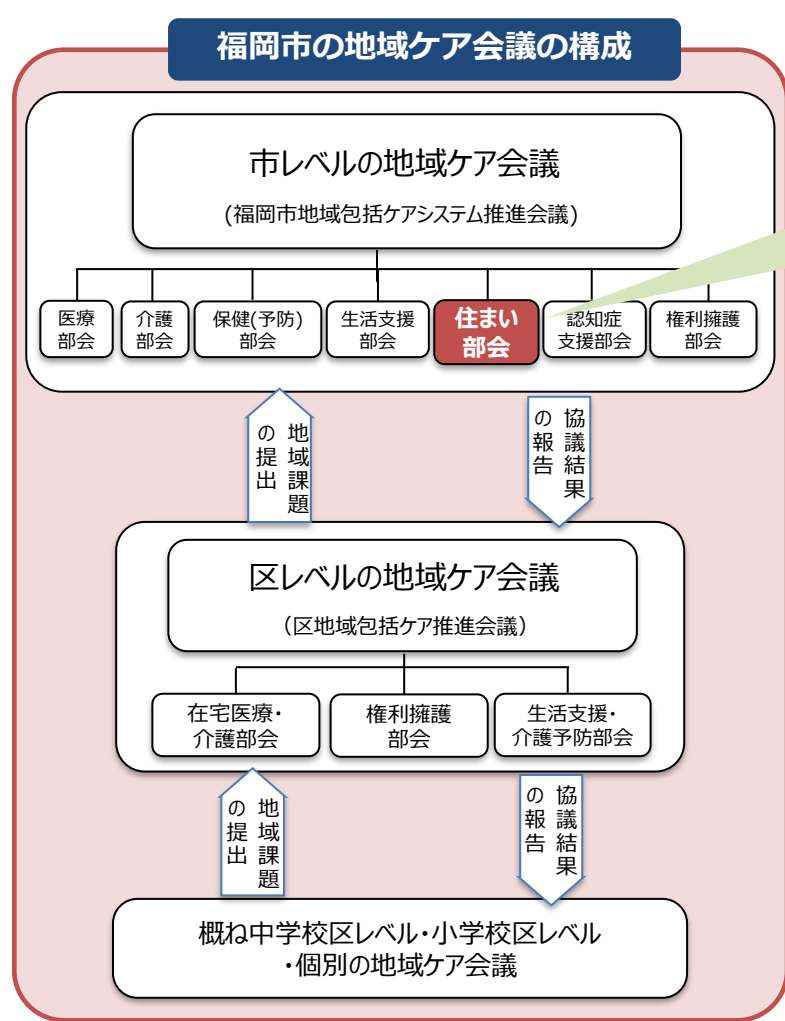 福岡市の地域ケア会議の構成
市レベルの地域ケア会議
(福岡市地域包括ケアシステム推進会議)
医療
部会
介護
部会
保健(予防)
部会
生活支援
部会
住まい
部会
認知症
支援部会
権利擁護
部会
地域課題
の提出
協議結果
の報告
区レベルの地域ケア会議
（区地域包括ケア推進会議）
在宅医療・
介護部会
権利擁護
部会
生活支援・
介護予防部会
地域課題
の提出
協議結果
の報告
概ね中学校区レベル・小学校区レベル
・個別の地域ケア会議